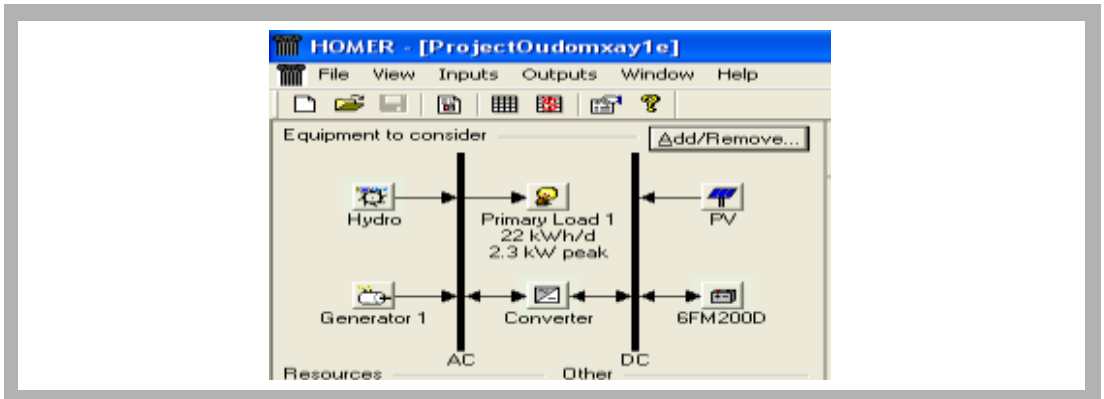 HOMER - [ProjectOudomxay1e]
File View Inputs Outputs Window Help
Equipment to consider
Add/Remove...
Hydro
Primary Load 1
22 kWh/d
2.3 kW peak
PV
Generator 1
Converter
6FM200D
AC
DC
Resources
Other